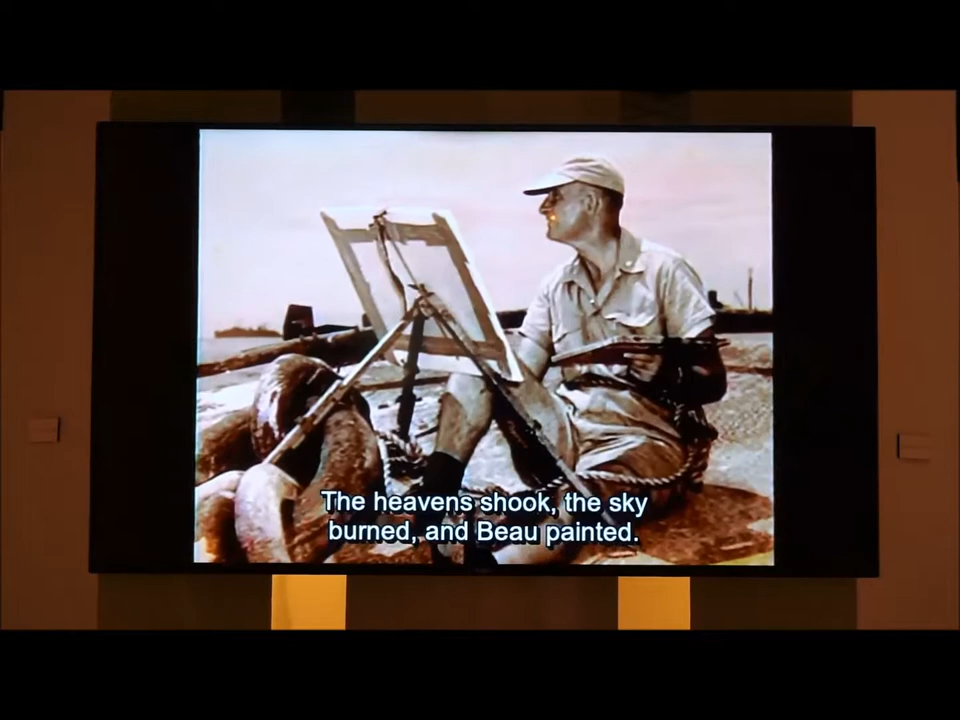 The heavens shook, the sky
burned, and Beau painted.